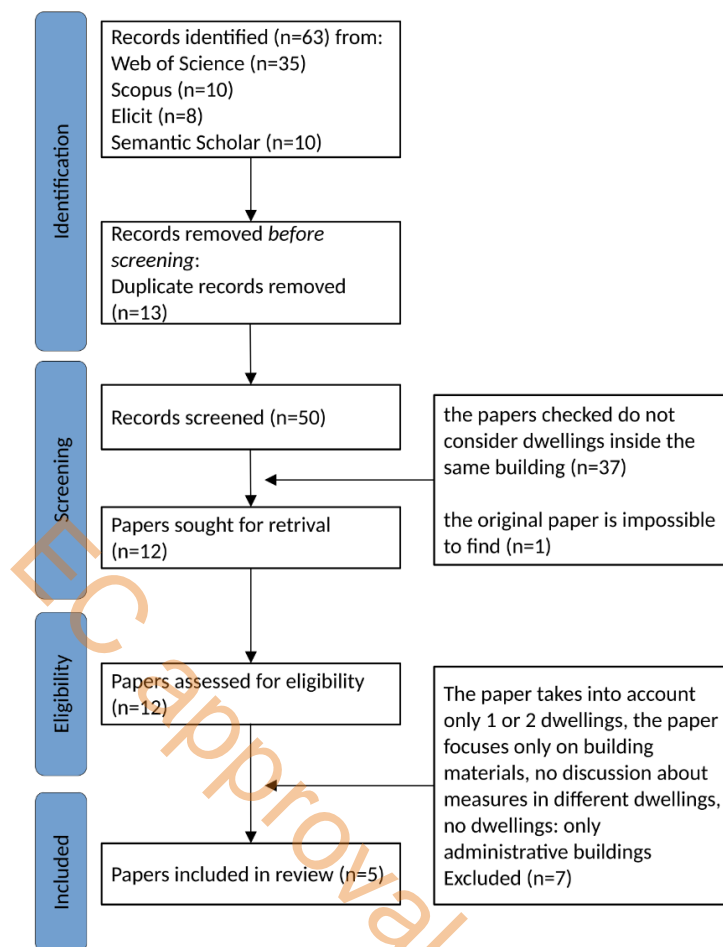 Identification
Records identified (n=63) from:
Web of Science (n=35)
Scopus (n=10)
Elicit (n=8)
Semantic Scholar (n=10)
Records removed before
screening:
Duplicate records removed
(n=13)
Screening
Records screened (n=50)
the papers checked do not
consider dwellings inside the
same building (n=37)
the original paper is impossible
to find (n=1)
Papers sought for retrival
(n=12)
Eligibility
Papers assessed for eligibility
(n=12)
The paper takes into account
only 1 or 2 dwellings, the paper
focuses only on building
materials, no discussion about
measures in different dwellings,
no dwellings: only
administrative buildings
Excluded (n=7)
Included
Papers included in review (n=5)
EC approval